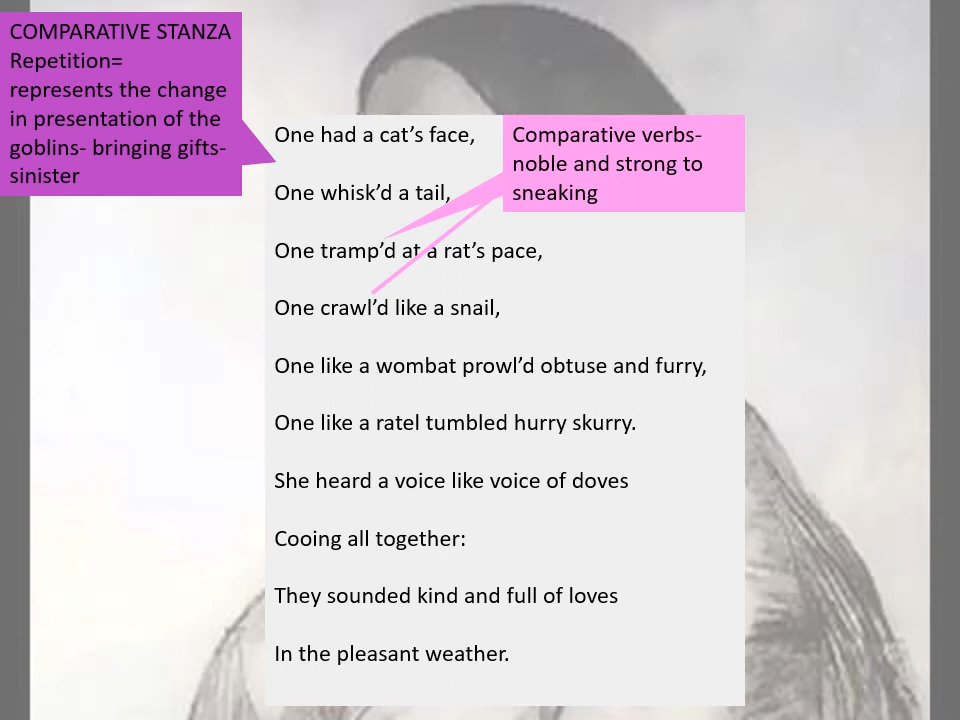 COMPARATIVE STANZA
Repetition=
represents the change
in presentation of the
goblins- bringing gifts-
sinister
One had a cat’s face,
One whisk’d a tail,
One tramp’d at a rat’s pace,
One crawl’d like a snail,
One like a wombat prowl’d obtuse and furry,
One like a ratel tumbled hurry skurry.
She heard a voice like voice of doves
Cooing all together:
They sounded kind and full of loves
In the pleasant weather.
Comparative verbs-
noble and strong to
sneaking